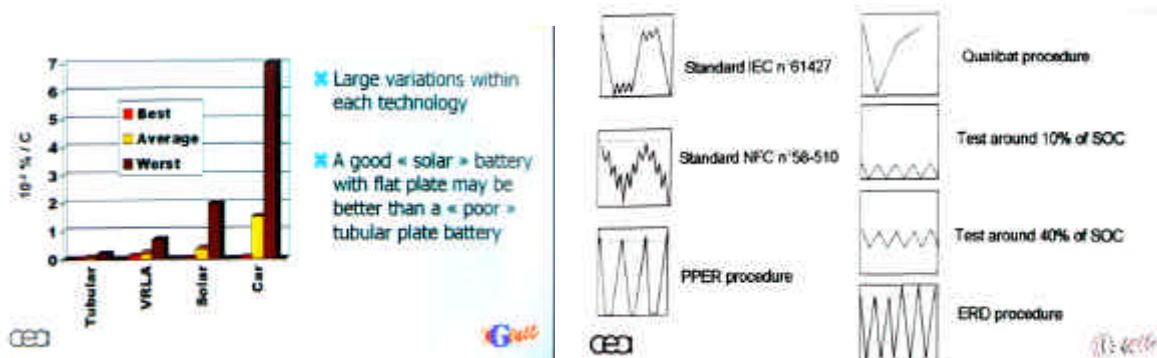 7
6
5
4
3
2
1
0
Best
Average
Worst
Tubular
VRLA
Solar
Car
Large variations within
each technology
A good « solar » battery
with flat plate may be
better than a « poor »
tubular plate battery
cea
Standard IEC n°61427
Standard NFC n°58-510
PPER procedure
cea
Qualibat procedure
Test around 10% of SOC
Test around 40% of SOC
ERD procedure